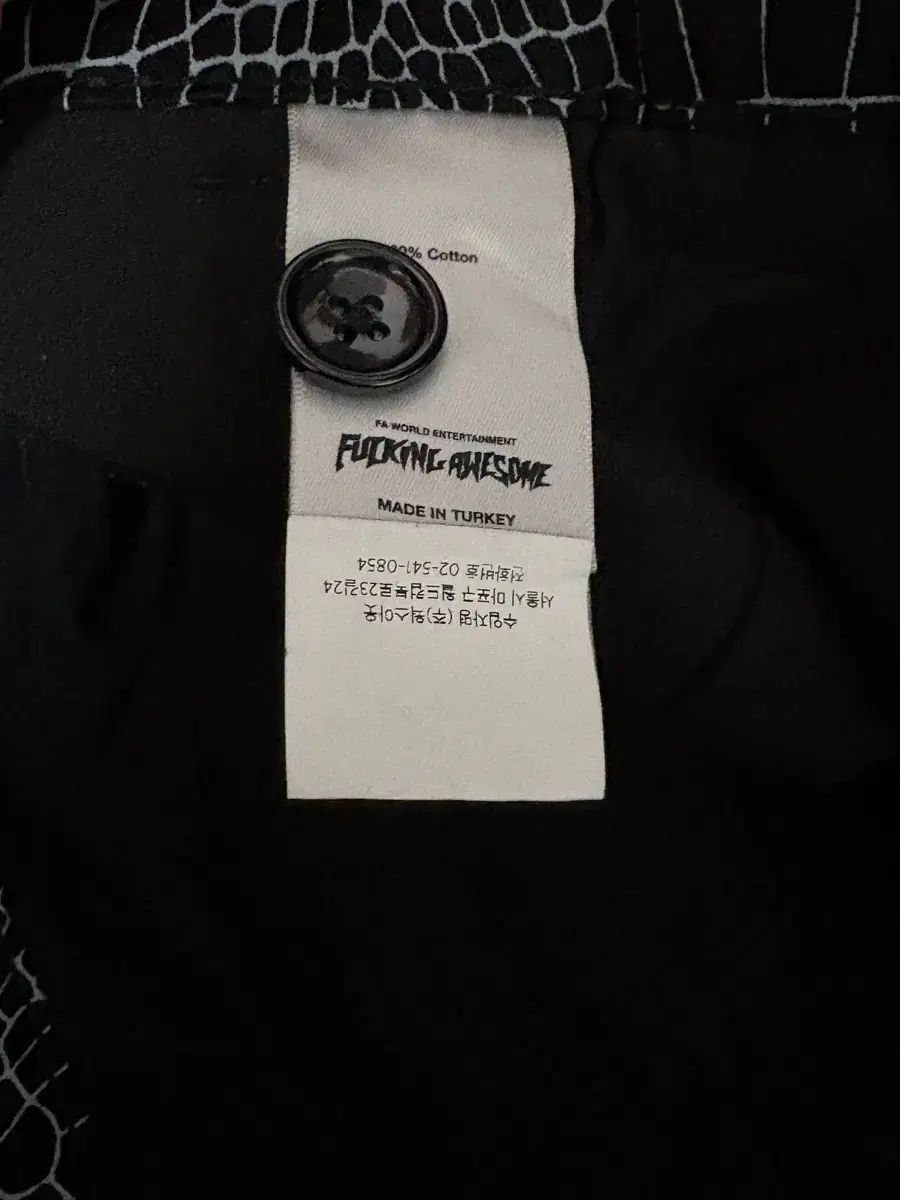 % Cotton
FA WORLD ENTERTAINMENT
FUCKING AWESOME
MADE IN TURKEY
수입자명 (주)웍스아웃
서울시 마포구 월드컵북로23길24
전화번호 02-541-0854